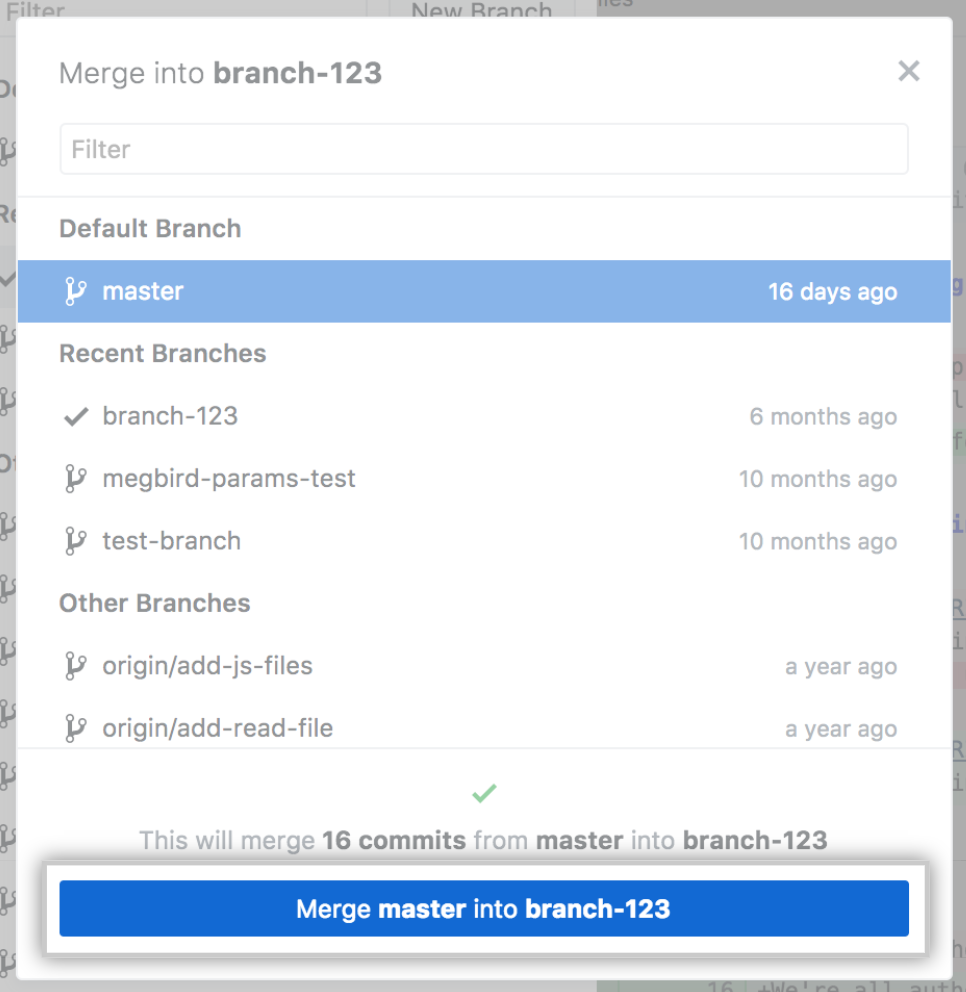 Filter
New Branch
Merge into branch-123
Filter
Default Branch
master 16 days ago
Recent Branches
branch-123 6 months ago
megbird-params-test 10 months ago
test-branch 10 months ago
Other Branches
origin/add-js-files a year ago
origin/add-read-file a year ago
This will merge 16 commits from master into branch-123
Merge master into branch-123
16 +We're all auth